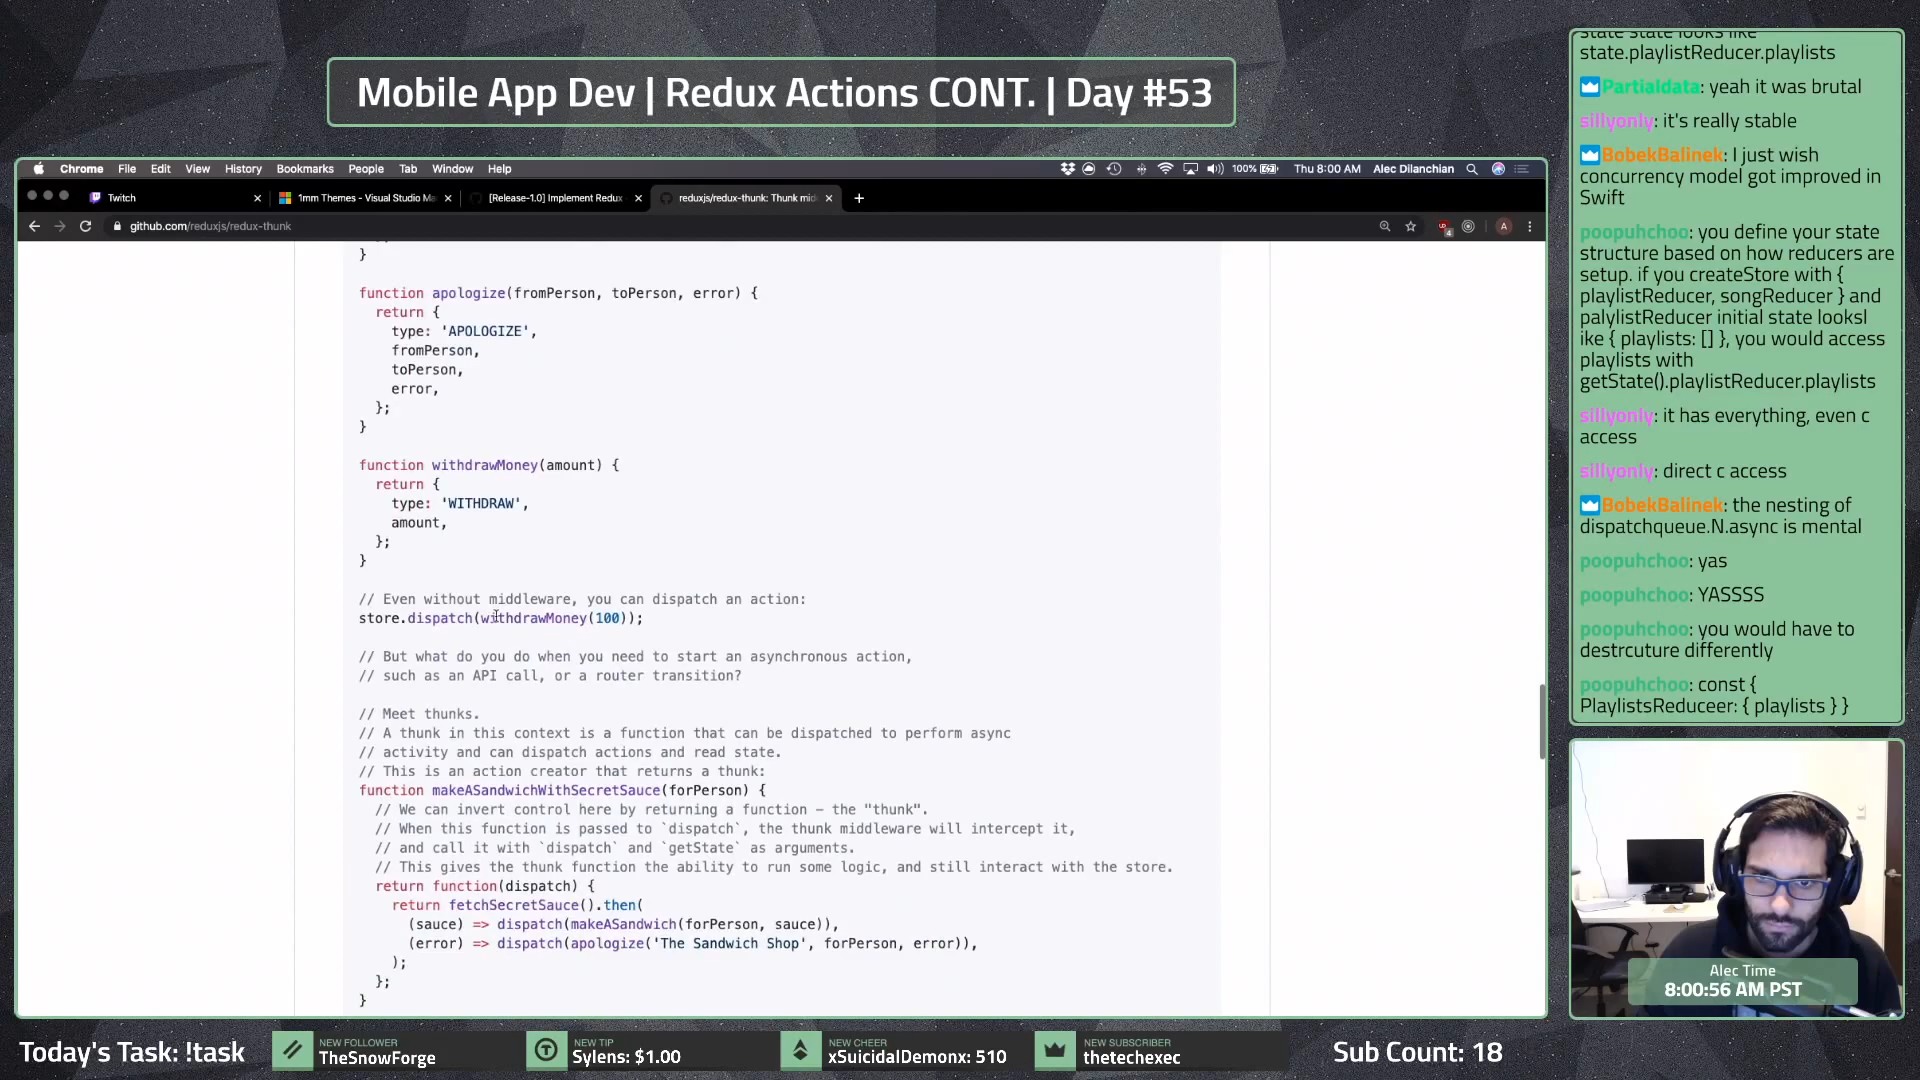 Mobile App Dev | Redux Actions CONT. | Day #53
Chrome File Edit View History Bookmarks People Tab Window Help
100% Thu 8:00 AM Alec Dilanchian
Twitch
1mm Themes - Visual Studio Ma
[Release-1.0] Implement Redux
reduxjs/redux-thunk: Thunk mid
github.com/reduxjs/redux-thunk
}
function apologize(fromPerson, toPerson, error) {
return {
type: 'APOLOGIZE',
fromPerson,
toPerson,
error,
};
}
function withdrawMoney(amount) {
return {
type: 'WITHDRAW',
amount,
};
}
// Even without middleware, you can dispatch an action:
store.dispatch(withdrawMoney(100));
// But what do you do when you need to start an asynchronous action,
// such as an API call, or a router transition?
// Meet thunks.
// A thunk in this context is a function that can be dispatched to perform async
// activity and can dispatch actions and read state.
// This is an action creator that returns a thunk:
function makeASandwichWithSecretSauce(forPerson) {
// We can invert control here by returning a function – the "thunk".
// When this function is passed to `dispatch`, the thunk middleware will intercept it,
// and call it with `dispatch` and `getState` as arguments.
// This gives the thunk function the ability to run some logic, and still interact with the store.
return function(dispatch) {
return fetchSecretSauce().then(
(sauce) => dispatch(makeASandwich(forPerson, sauce)),
(error) => dispatch(apologize('The Sandwich Shop', forPerson, error)),
);
};
}
state state looks like
state.playlistReducer.playlists
Partialdata: yeah it was brutal
sillyonly: it's really stable
BobekBalinek: I just wish
concurrency model got improved in
Swift
poopuhchoo: you define your state
structure based on how reducers are
setup. if you createStore with {
playlistReducer, songReducer } and
palylistReducer initial state looksl
ike { playlists: [] }, you would access
playlists with
getState().playlistReducer.playlists
sillyonly: it has everything, even c
access
sillyonly: direct c access
BobekBalinek: the nesting of
dispatchqueue.N.async is mental
poopuhchoo: yas
poopuhchoo: YASSSS
poopuhchoo: you would have to
destrcuture differently
poopuhchoo: const {
PlaylistsReduceer: { playlists } }
Alec Time
8:00:56 AM PST
Today's Task: !task
NEW FOLLOWER
TheSnowForge
NEW TIP
Sylens: $1.00
NEW CHEER
xSuicidalDemonx: 510
NEW SUBSCRIBER
thetechexec
Sub Count: 18